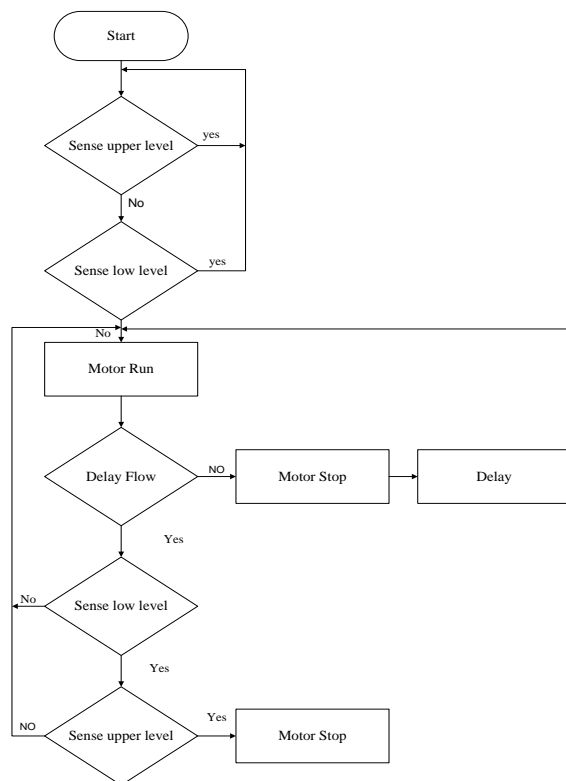 Start
Sense upper level
yes
No
Sense low level
yes
No
Motor Run
Delay Flow
NO
Motor Stop
Delay
Yes
No
Sense low level
Yes
NO
Sense upper level
Yes
Motor Stop